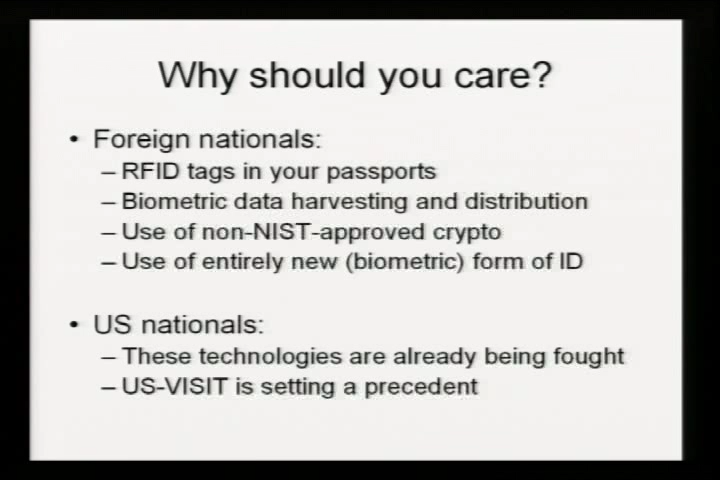 Why should you care?
• Foreign nationals:
– RFID tags in your passports
– Biometric data harvesting and distribution
– Use of non-NIST-approved crypto
– Use of entirely new (biometric) form of ID
• US nationals:
– These technologies are already being fought
– US-VISIT is setting a precedent